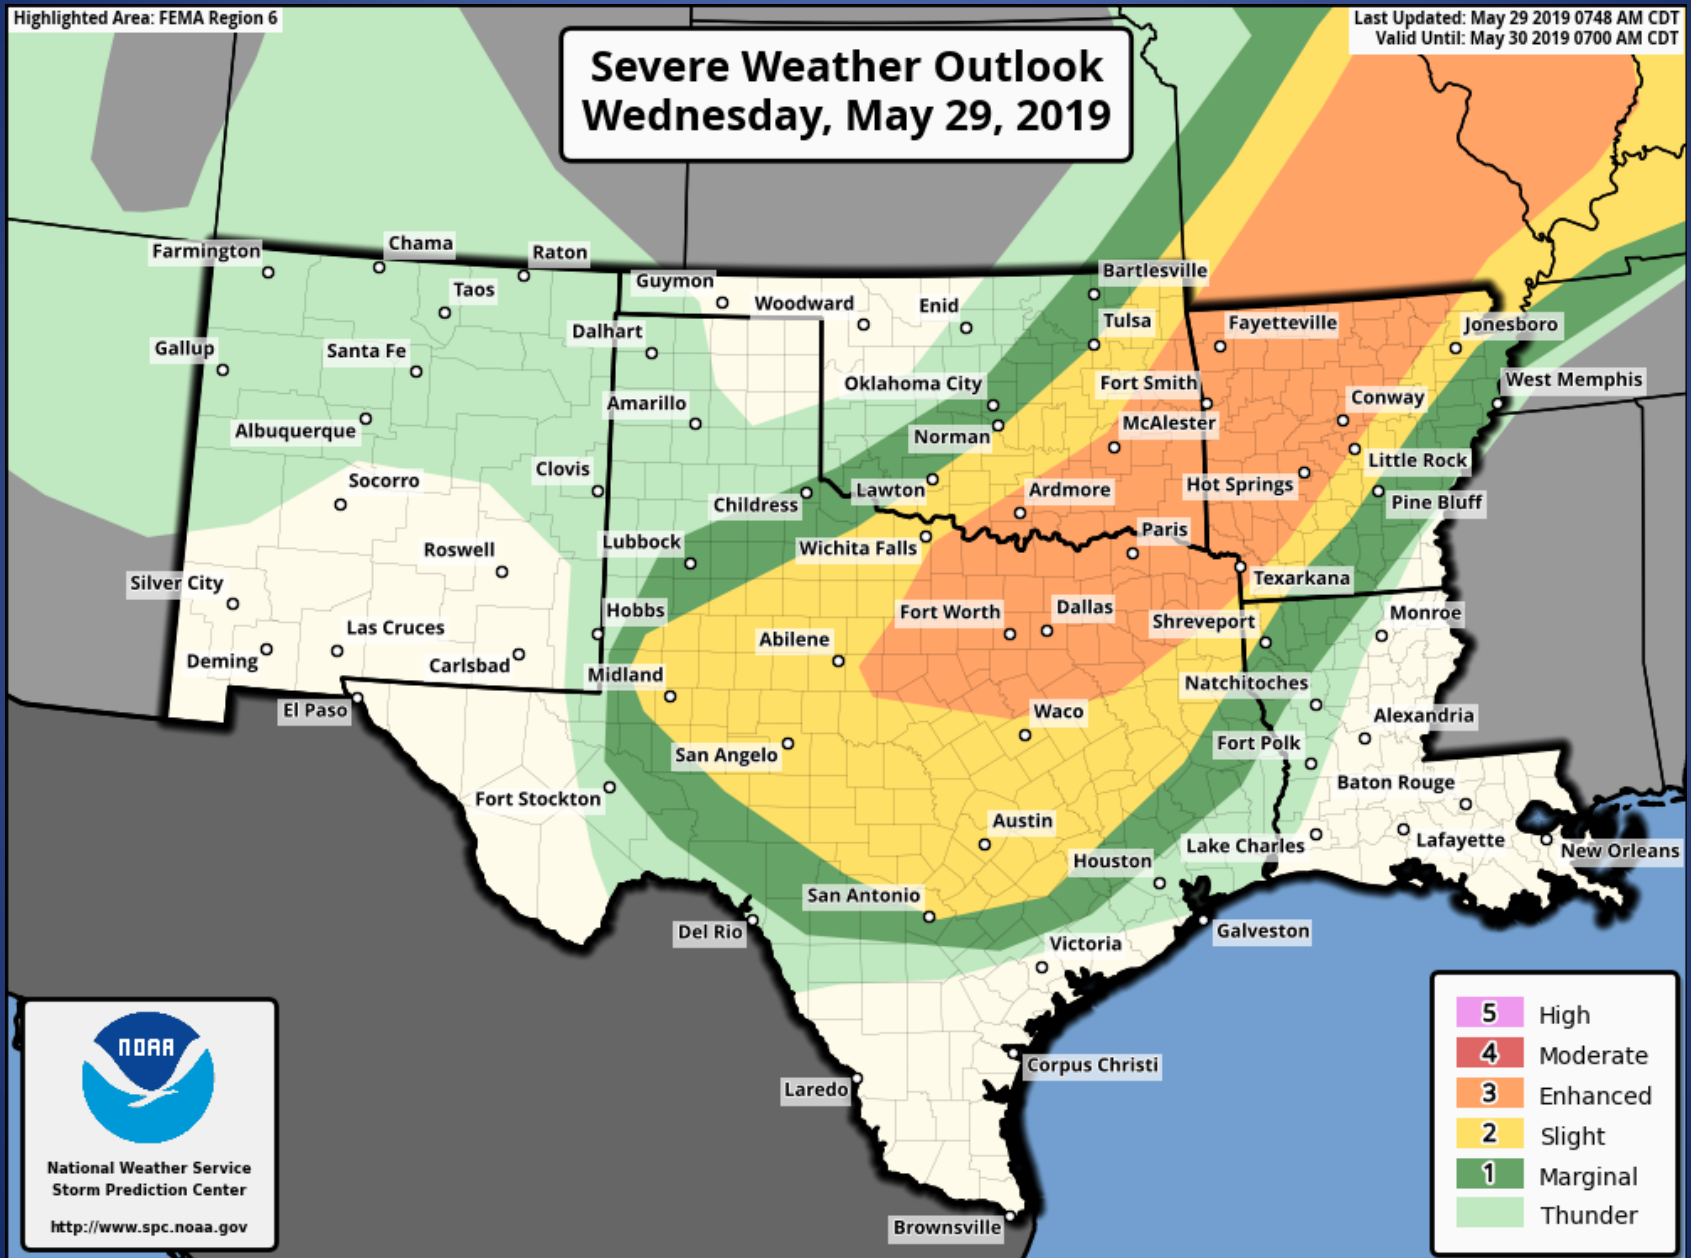 Highlighted Area: FEMA Region 6
Last Updated: May 29 2019 0748 AM CDT
Valid Until: May 30 2019 0700 AM CDT
Severe Weather Outlook
Wednesday, May 29, 2019
Farmington
Chama
Raton
Taos
Guymon
Woodward
Enid
Bartlesville
Tulsa
Fayetteville
Jonesboro
Dalhart
Gallup
Santa Fe
Oklahoma City
Fort Smith
West Memphis
Amarillo
Conway
Albuquerque
Norman
McAlester
Clovis
Socorro
Little Rock
Childress
Lawton
Ardmore
Hot Springs
Pine Bluff
Paris
Lubbock
Wichita Falls
Roswell
Silver City
Texarkana
Hobbs
Fort Worth
Dallas
Monroe
Las Cruces
Shreveport
Abilene
Deming
Carlsbad
Midland
Natchitoches
El Paso
Waco
Alexandria
San Angelo
Fort Polk
Baton Rouge
Fort Stockton
Austin
Lake Charles
Lafayette
New Orleans
Houston
San Antonio
Del Rio
Galveston
Victoria
Corpus Christi
Laredo
Brownsville
NOAA
National Weather Service
Storm Prediction Center
http://www.spc.noaa.gov
5 High
4 Moderate
3 Enhanced
2 Slight
1 Marginal
Thunder